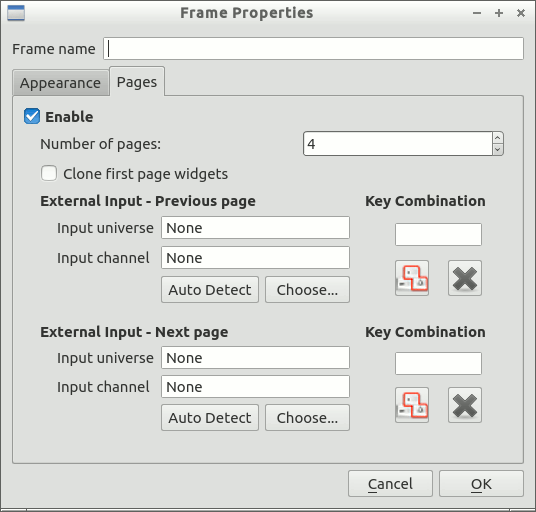 Frame Properties
Frame name
Appearance Pages
Enable
Number of pages: 4
Clone first page widgets
External Input - Previous page Key Combination
Input universe None
Input channel None
Auto Detect Choose...
External Input - Next page Key Combination
Input universe None
Input channel None
Auto Detect Choose...
Cancel OK